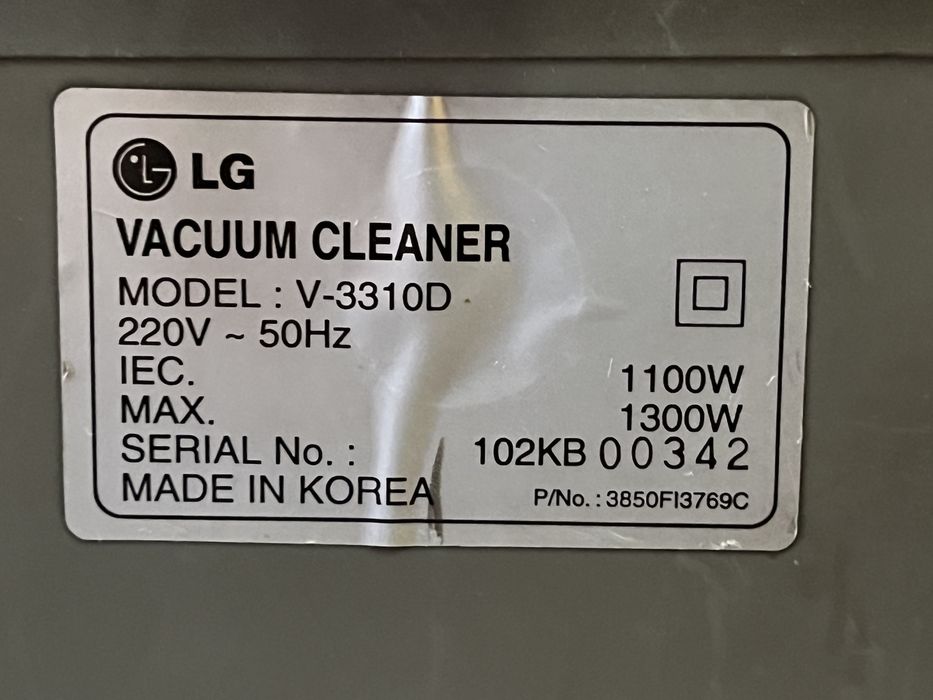 LG
VACUUM CLEANER
MODEL : V-3310D
220V ~ 50Hz
IEC. 1100W
MAX. 1300W
SERIAL No. : 102KB 00342
MADE IN KOREA P/No. : 3850FI3769C